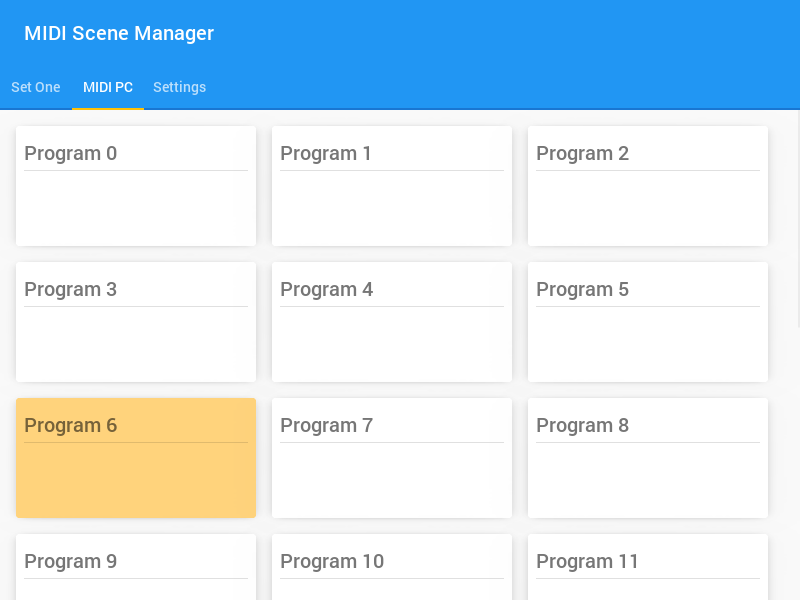 MIDI Scene Manager
Set One MIDI PC Settings
Program 0 Program 1 Program 2
Program 3 Program 4 Program 5
Program 6 Program 7 Program 8
Program 9 Program 10 Program 11